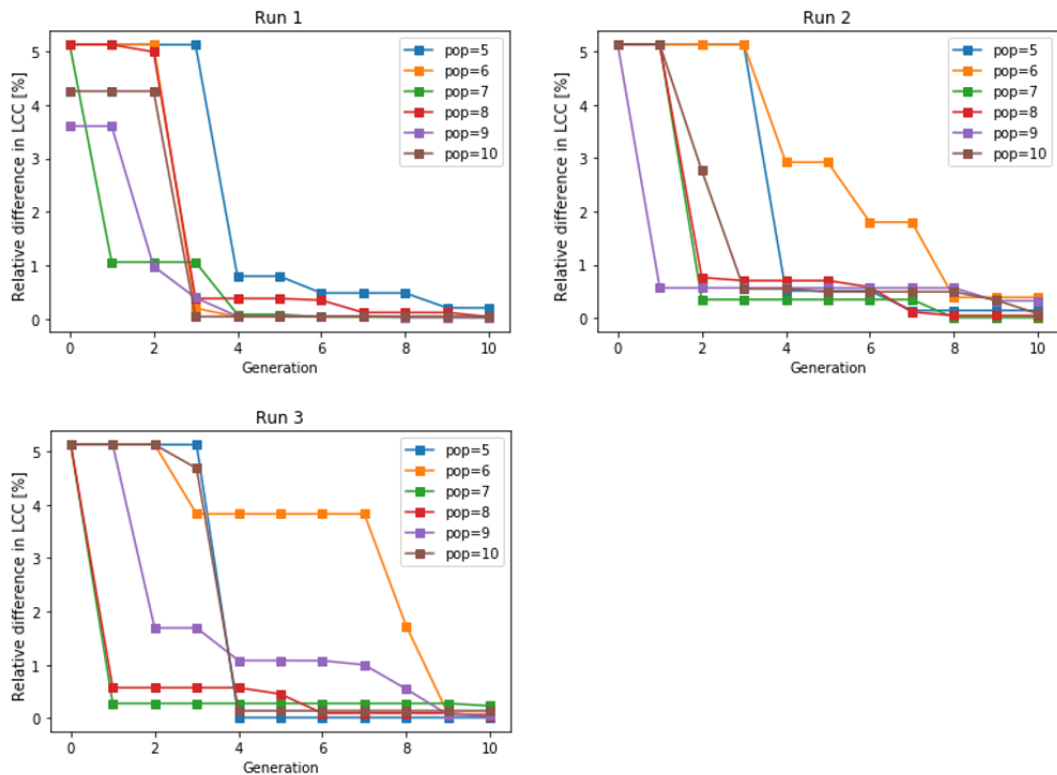 Run 1
Relative difference in LCC [%]
5
4
3
2
1
0
pop=5
pop=6
pop=7
pop=8
pop=9
pop=10
0 2 4 6 8 10
Generation
Run 2
Relative difference in LCC [%]
5
4
3
2
1
0
pop=5
pop=6
pop=7
pop=8
pop=9
pop=10
0 2 4 6 8 10
Generation
Run 3
Relative difference in LCC [%]
5
4
3
2
1
0
pop=5
pop=6
pop=7
pop=8
pop=9
pop=10
0 2 4 6 8 10
Generation